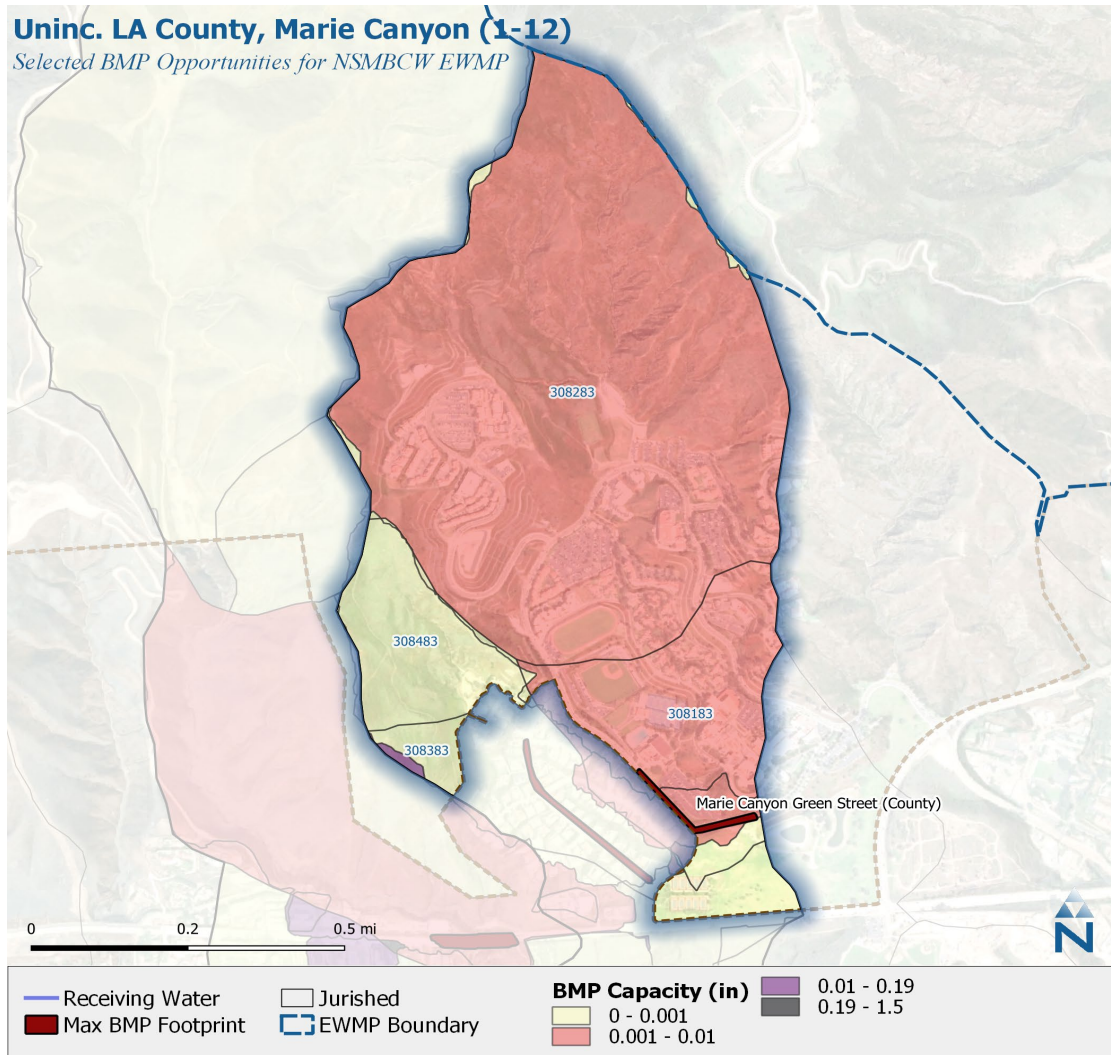 Uninc. LA County, Marie Canyon (1-12)
Selected BMP Opportunities for NSMBCW EWMP
308283
308483
308183
308383
Marie Canyon Green Street (County)
0 0.2 0.5 mi
N
Receiving Water
Max BMP Footprint
Jurished
EWMP Boundary
BMP Capacity (in)
0 - 0.001
0.001 - 0.01
0.01 - 0.19
0.19 - 1.5